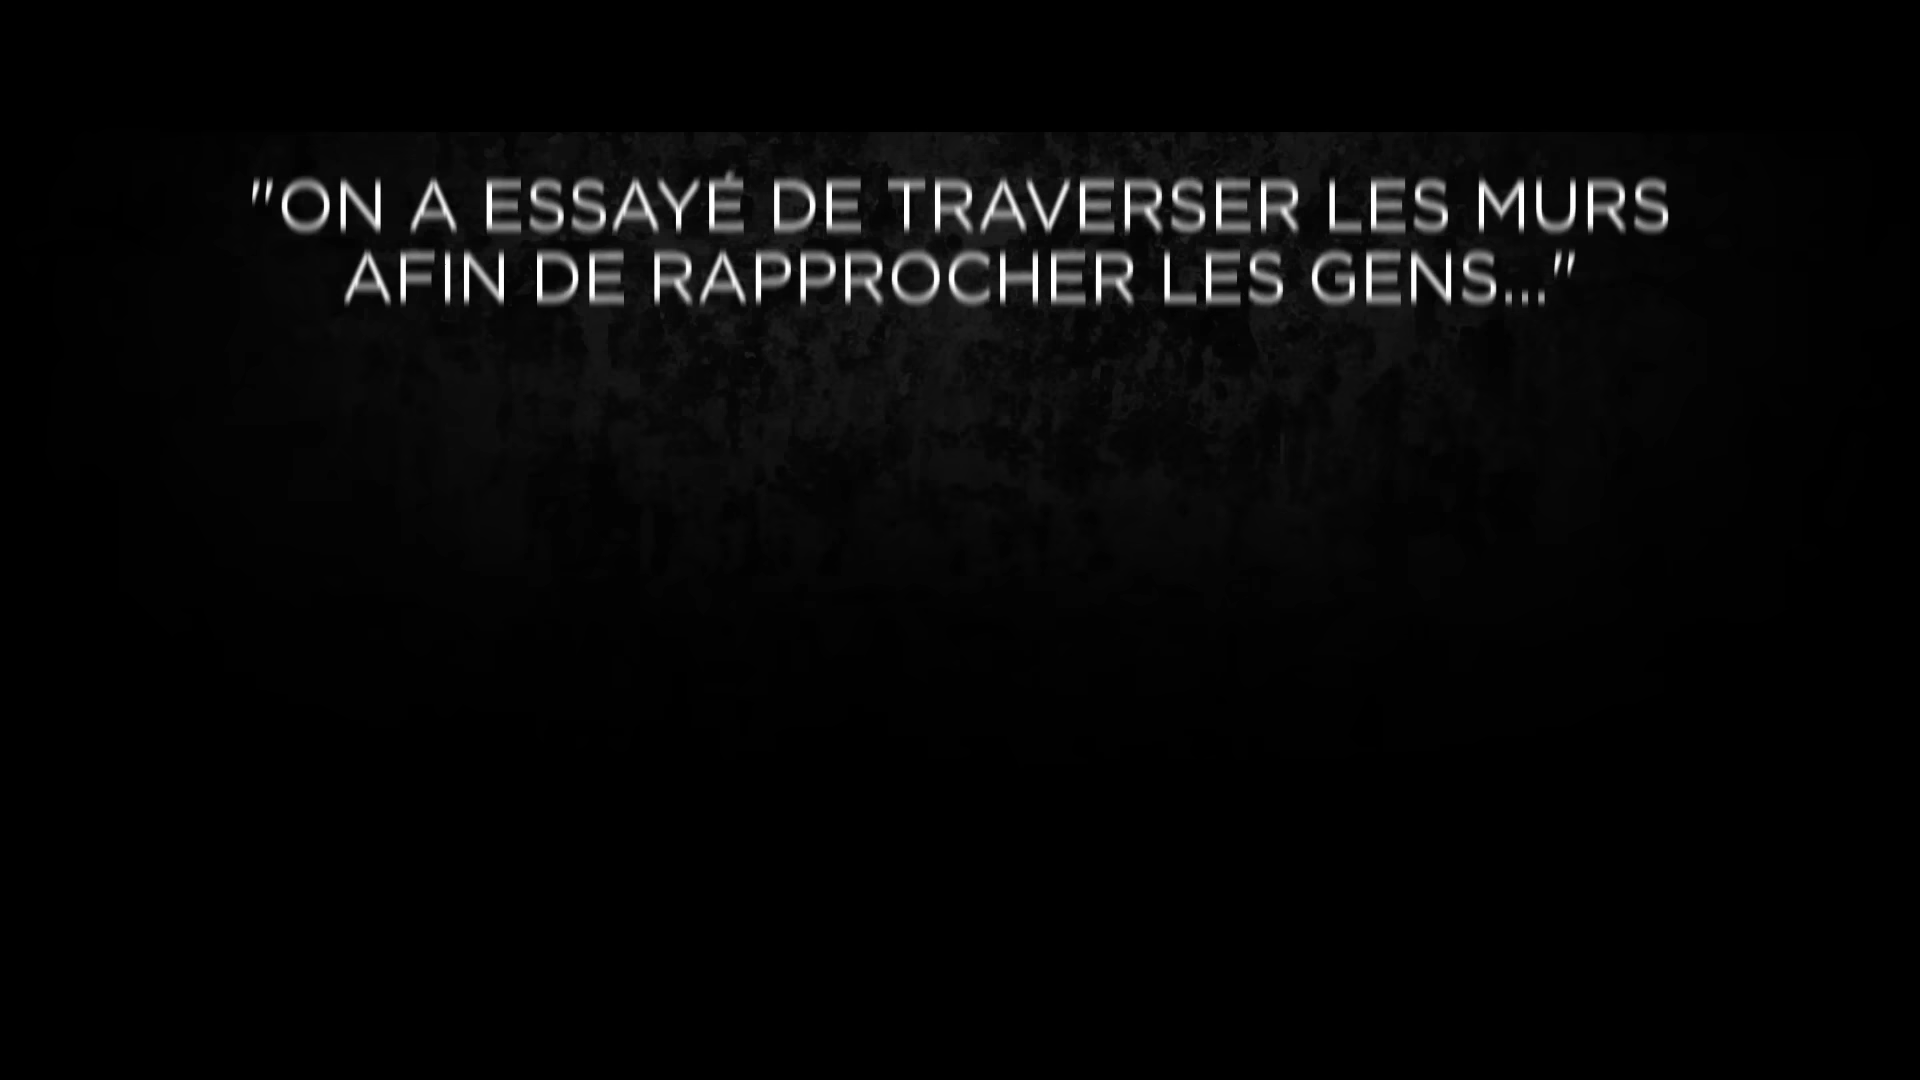 "ON A ESSAYÉ DE TRAVERSER LES MURS
AFIN DE RAPPROCHER LES GENS..."